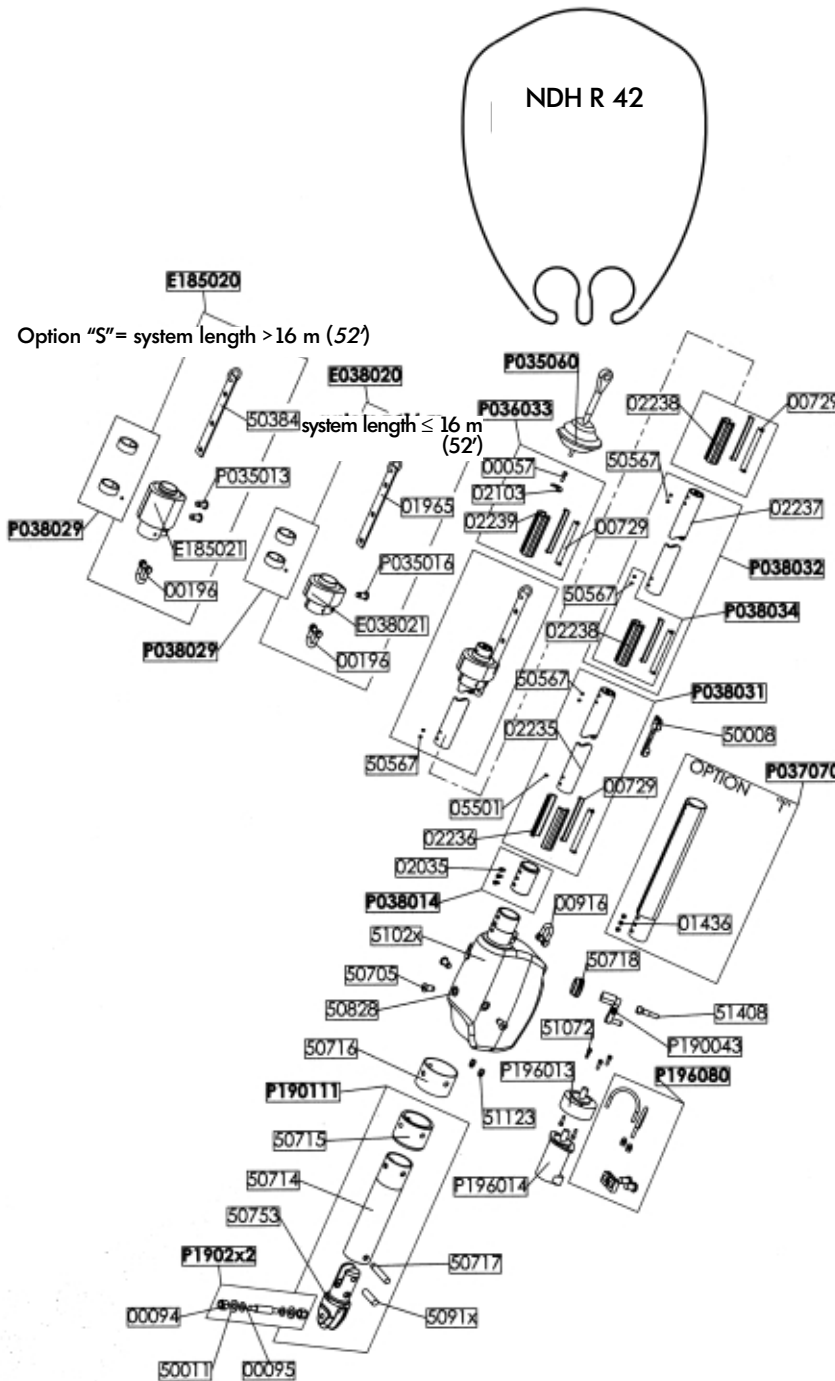 NDH R 42
E185020
Option “S”= system length >16 m (52')
P035060
E038020
02238
00729
50384
system length ≤ 16 m
(52')
P036033
00057
50567
P035013
02103
02237
01965
02239
00729
P038029
P038032
E185021
P035016
50567
P038034
00196
E038021
02238
P038029
00196
50567
P038031
02235
50008
50567
OPTION "T"
P037070
05501
00729
02236
02035
P038014
00916
01436
5102x
50718
50705
51408
50828
51072
P190043
50716
P196013
P196080
P190111
51123
50715
50714
P196014
50753
P1902x2
50717
00094
5091x
50011
00095